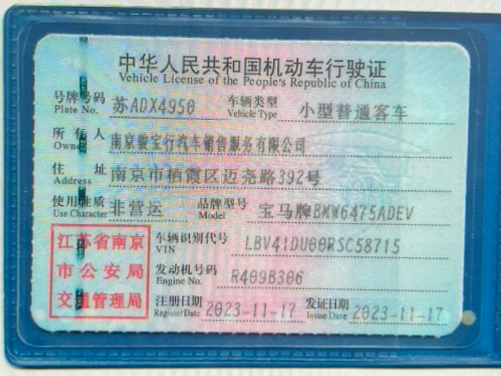 中华人民共和国机动车行驶证
Vehicle License of the People's Republic of China
号牌号码 苏ADX4950 车辆类型 小型普通客车
Plate No. Vehicle Type
所有人 南京骏宝行汽车销售服务有限公司
Owner
住址 南京市栖霞区迈尧路392号
Address
使用性质 非营运 品牌型号 宝马牌BMW6475ADEV
Use Character Model
江苏省南京 车辆识别代号 LBV41DU00RSC58715
VIN
市公安局 发动机号码 R409B306
Engine No.
交通管理局 注册日期 2023-11-17 发证日期 2023-11-17
Register Date Issue Date